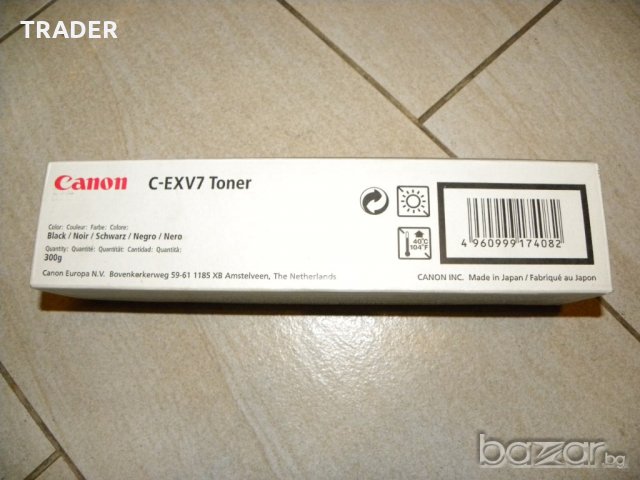 TRADER
Canon C-EXV7 Toner
Color: Couleur: Farbe: Colore:
Black / Noir / Schwarz / Negro / Nero
Quantity: Quantité: Quantität: Cantidad: Quantità:
300g
Canon Europa N.V. Bovenkerkerweg 59-61 1185 XB Amstelveen, The Netherlands
40°C
104°F
4 960999 174082
CANON INC. Made in Japan / Fabriqué au Japon
bazar.bg